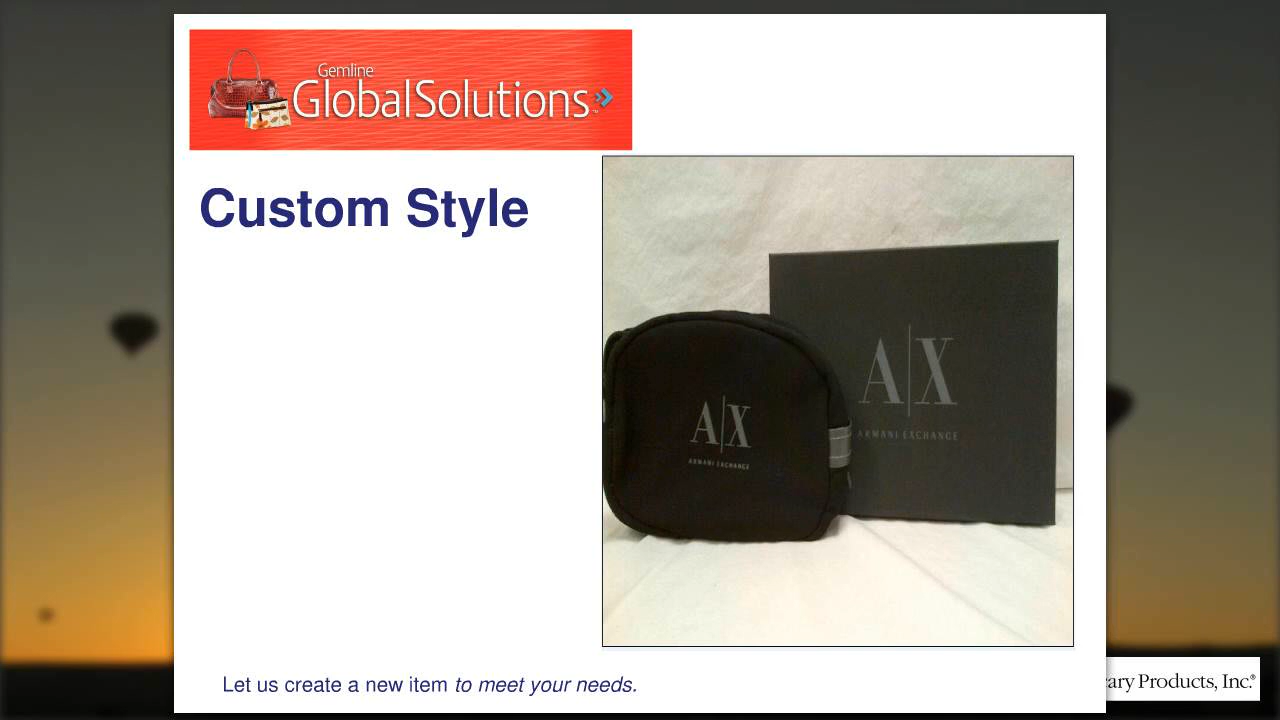 Gemline
GlobalSolutions
TM
Custom Style
A|X
ARMANI EXCHANGE
A|X
ARMANI EXCHANGE
Let us create a new item to meet your needs.
Products, Inc.®